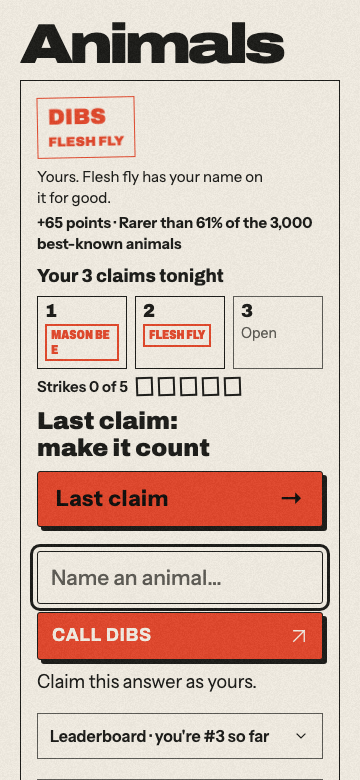 Animals
DIBS
FLESH FLY
Yours. Flesh fly has your name on
it for good.
+65 points · Rarer than 61% of the 3,000
best-known animals
Your 3 claims tonight
1
MASON BE
E
2
FLESH FLY
3
Open
Strikes 0 of 5
Last claim:
make it count
Last claim →
Name an animal...
CALL DIBS
Claim this answer as yours.
Leaderboard · you're #3 so far